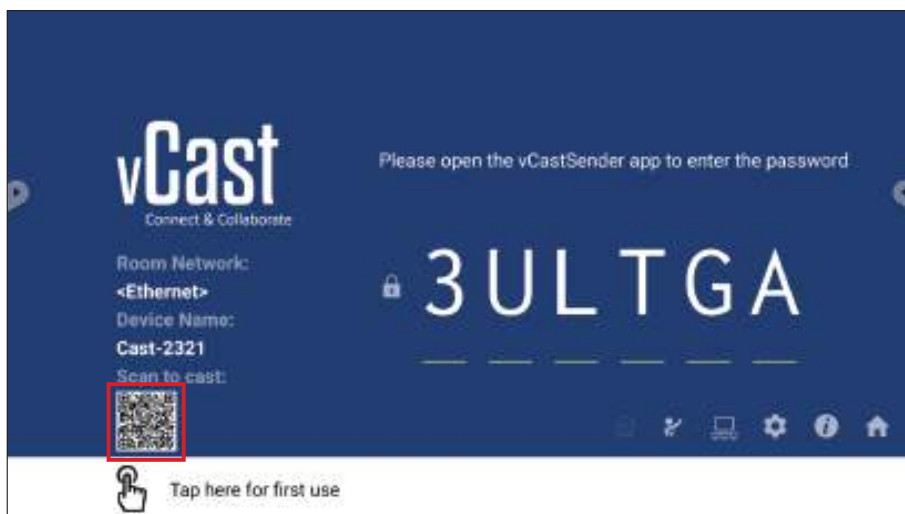 vCast
Connect & Collaborate
Please open the vCastSender app to enter the password
Room Network:
<Ethernet>
Device Name:
Cast-2321
Scan to cast:
3ULTGA
Tap here for first use